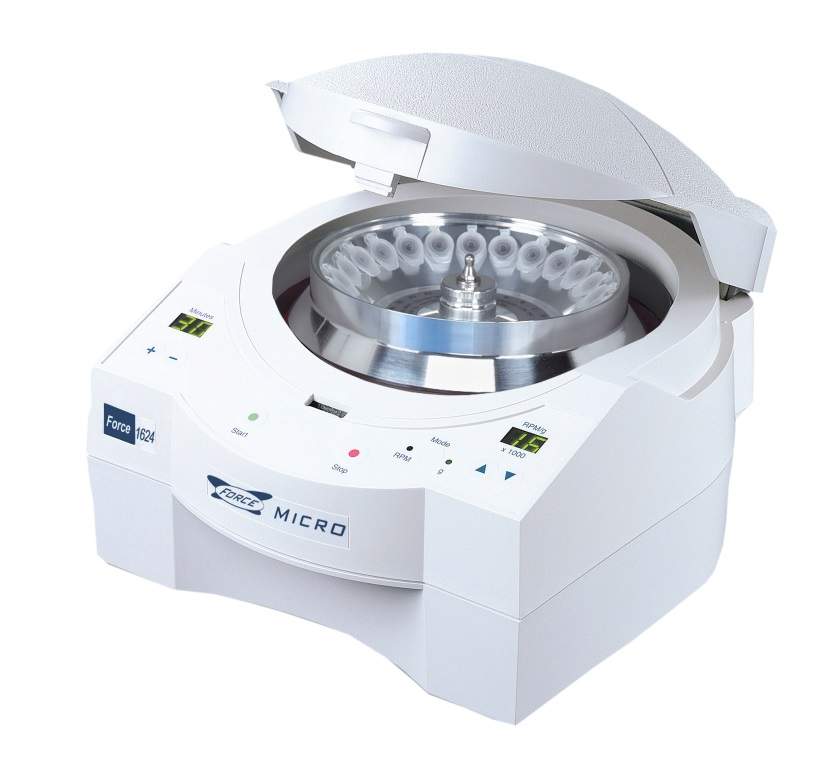 Minutes
30
+ −
Force 1624
Start
Stop
FORCE
MICRO
Mode
RPM
g
RPM/g
16
x 1000